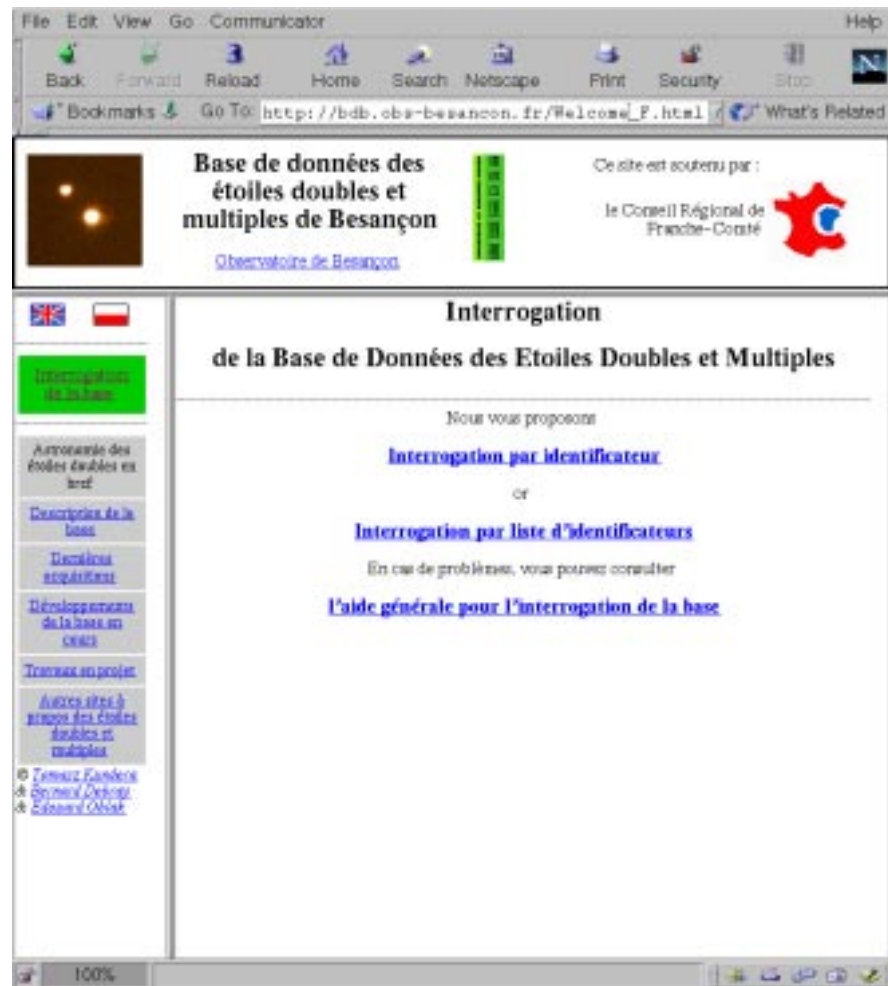 File Edit View Go Communicator Help
Back Forward Reload Home Search Netscape Print Security Stop
N
Bookmarks Go To: http://bdb.obs-besancon.fr/Welcome_F.html What's Related
Base de données des
étoiles doubles et
multiples de Besançon
Observatoire de Besançon
Ce site est soutenu par :
le Conseil Régional de
Franche-Comté
Interrogation
de la base
Astronomie des
étoiles doubles en
bref
Description de la
base
Dernières
acquisitions
Développements
de la base en
cours
Travaux en projet
Autres sites à
propos des étoiles
doubles et
multiples
© Tomasz Kundera
& Bernard Debray
& Edouard Oblak
Interrogation
de la Base de Données des Etoiles Doubles et Multiples
Nous vous proposons
Interrogation par identificateur
or
Interrogation par liste d'identificateurs
En cas de problèmes, vous pouvez consulter
l'aide générale pour l'interrogation de la base
100%